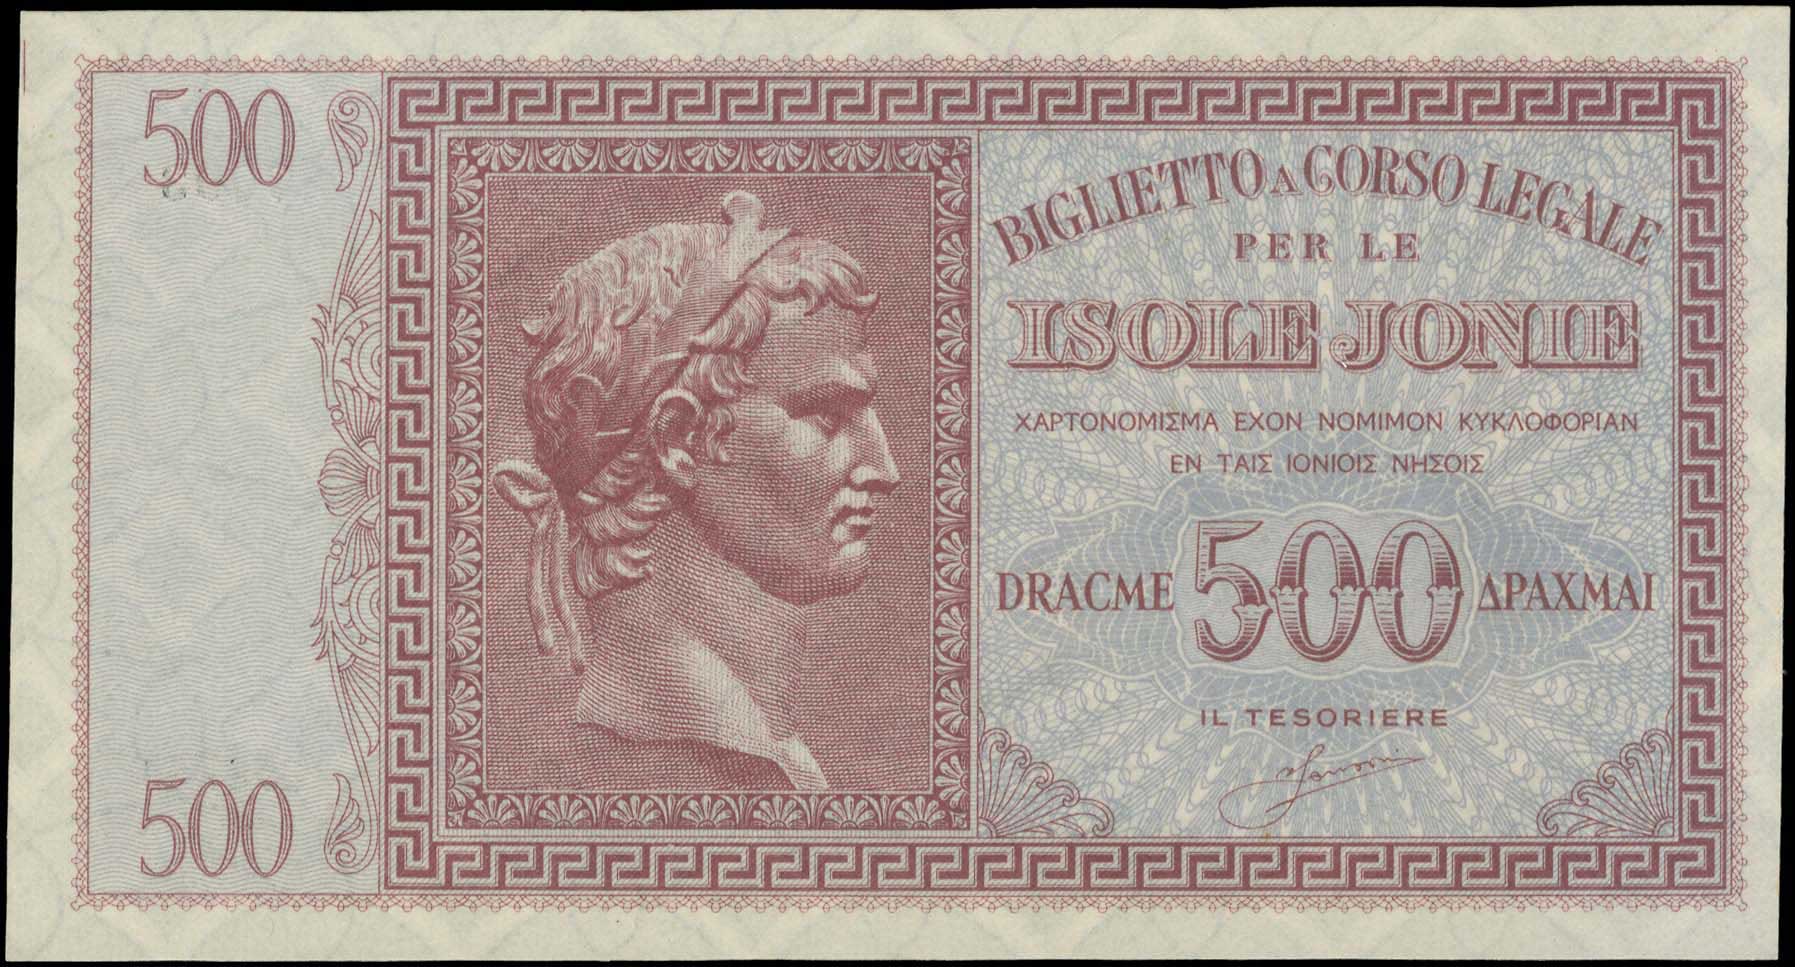 500
BIGLIETTO A CORSO LEGALE
PER LE
ISOLE JONIE
ΧΑΡΤΟΝΟΜΙΣΜΑ ΕΧΟΝ ΝΟΜΙΜΟΝ ΚΥΚΛΟΦΟΡΙΑΝ
ΕΝ ΤΑΙΣ ΙΟΝΙΟΙΣ ΝΗΣΟΙΣ
DRACME 500 ΔΡΑΧΜΑΙ
IL TESORIERE
500